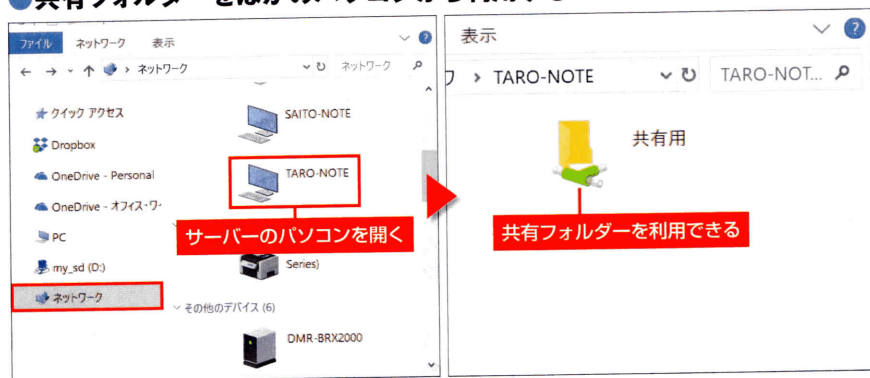 共有フォルダーをほかのパソコンから利用する
ファイル ネットワーク 表示
ネットワーク
ネットワーク
クイック アクセス
Dropbox
OneDrive - Personal
OneDrive - オフィス・ワ-
PC
my_sd (D:)
ネットワーク
SAITO-NOTE
TARO-NOTE
サーバーのパソコンを開く
Series)
その他のデバイス (6)
DMR-BRX2000
表示
TARO-NOTE
TARO-NOT...
共有用
共有フォルダーを利用できる